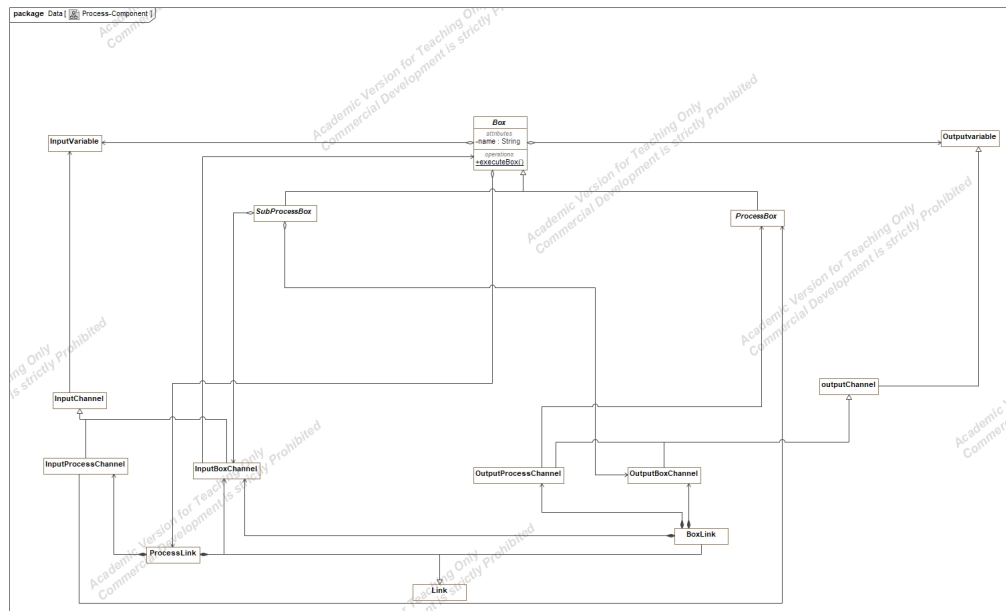 package Data [ Process-Component ]
Academic Version for Teaching Only
Commercial Development is strictly Prohibited
Box
attributes
-name : String
operations
+executeBox()
InputVariable
Outputvariable
SubProcessBox
ProcessBox
InputChannel
outputChannel
InputProcessChannel
InputBoxChannel
OutputProcessChannel
OutputBoxChannel
BoxLink
ProcessLink
Link